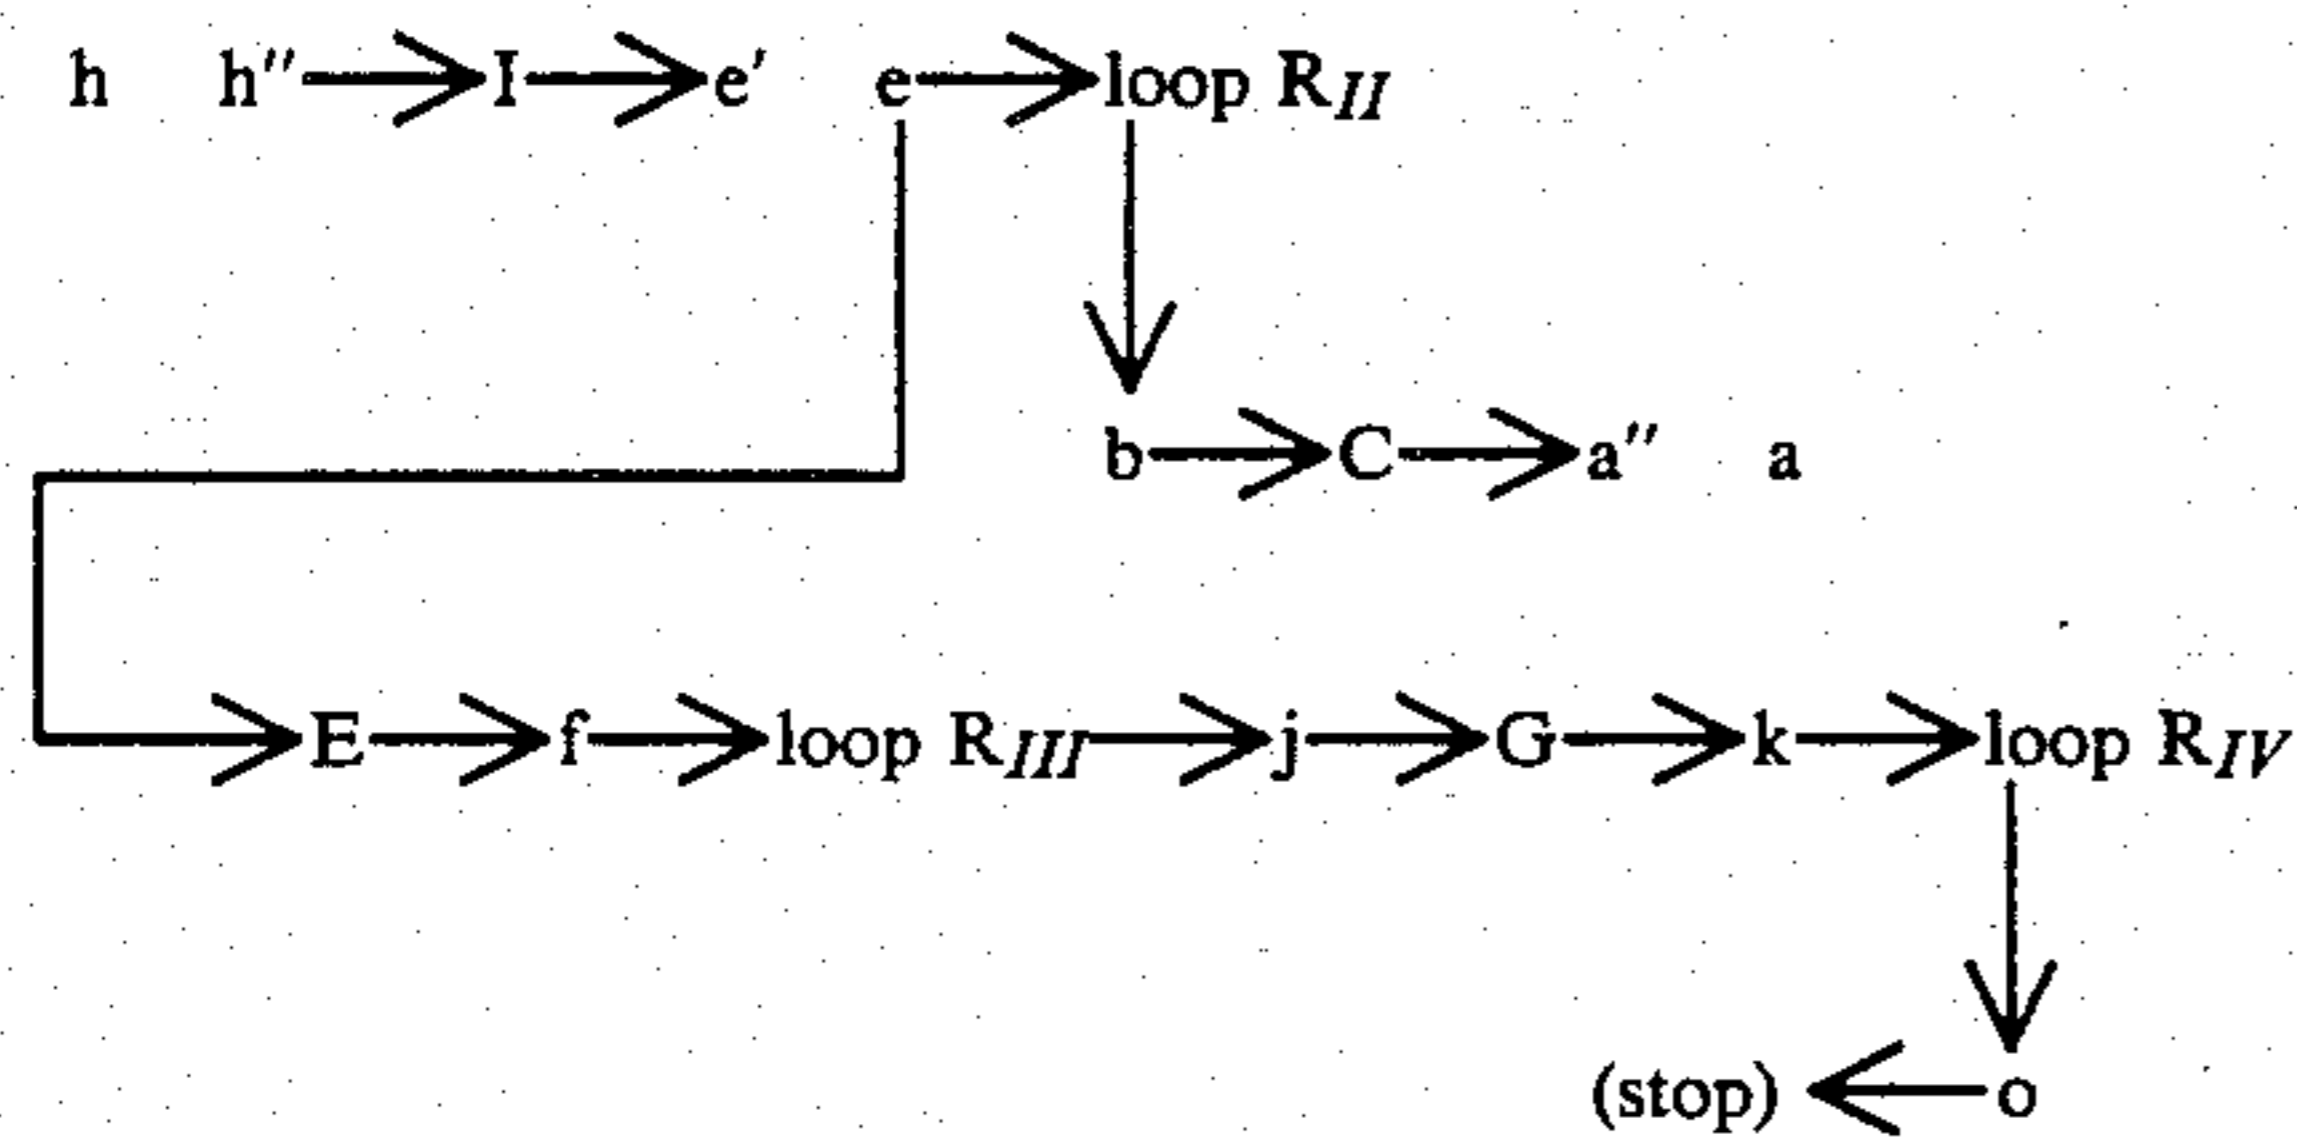 h h″ I e′ e loop R_II
b C a″ a
E f loop R_III j G k loop R_IV
(stop) o